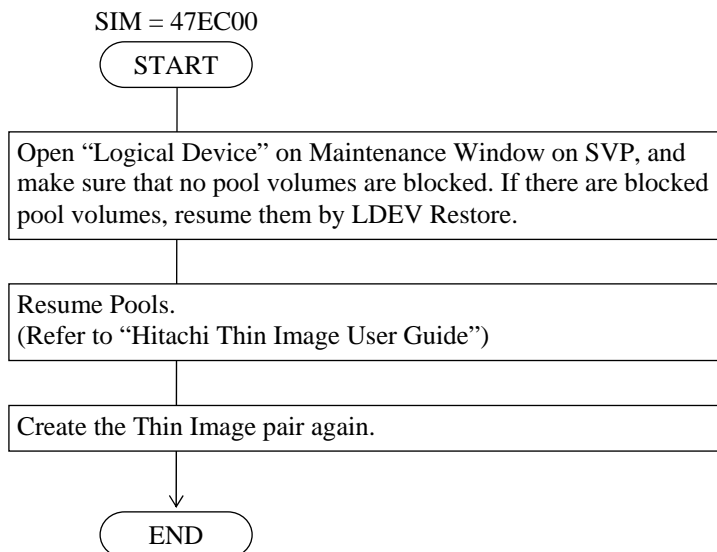 SIM = 47EC00
START
Open “Logical Device” on Maintenance Window on SVP, and
make sure that no pool volumes are blocked. If there are blocked
pool volumes, resume them by LDEV Restore.
Resume Pools.
(Refer to “Hitachi Thin Image User Guide”)
Create the Thin Image pair again.
END